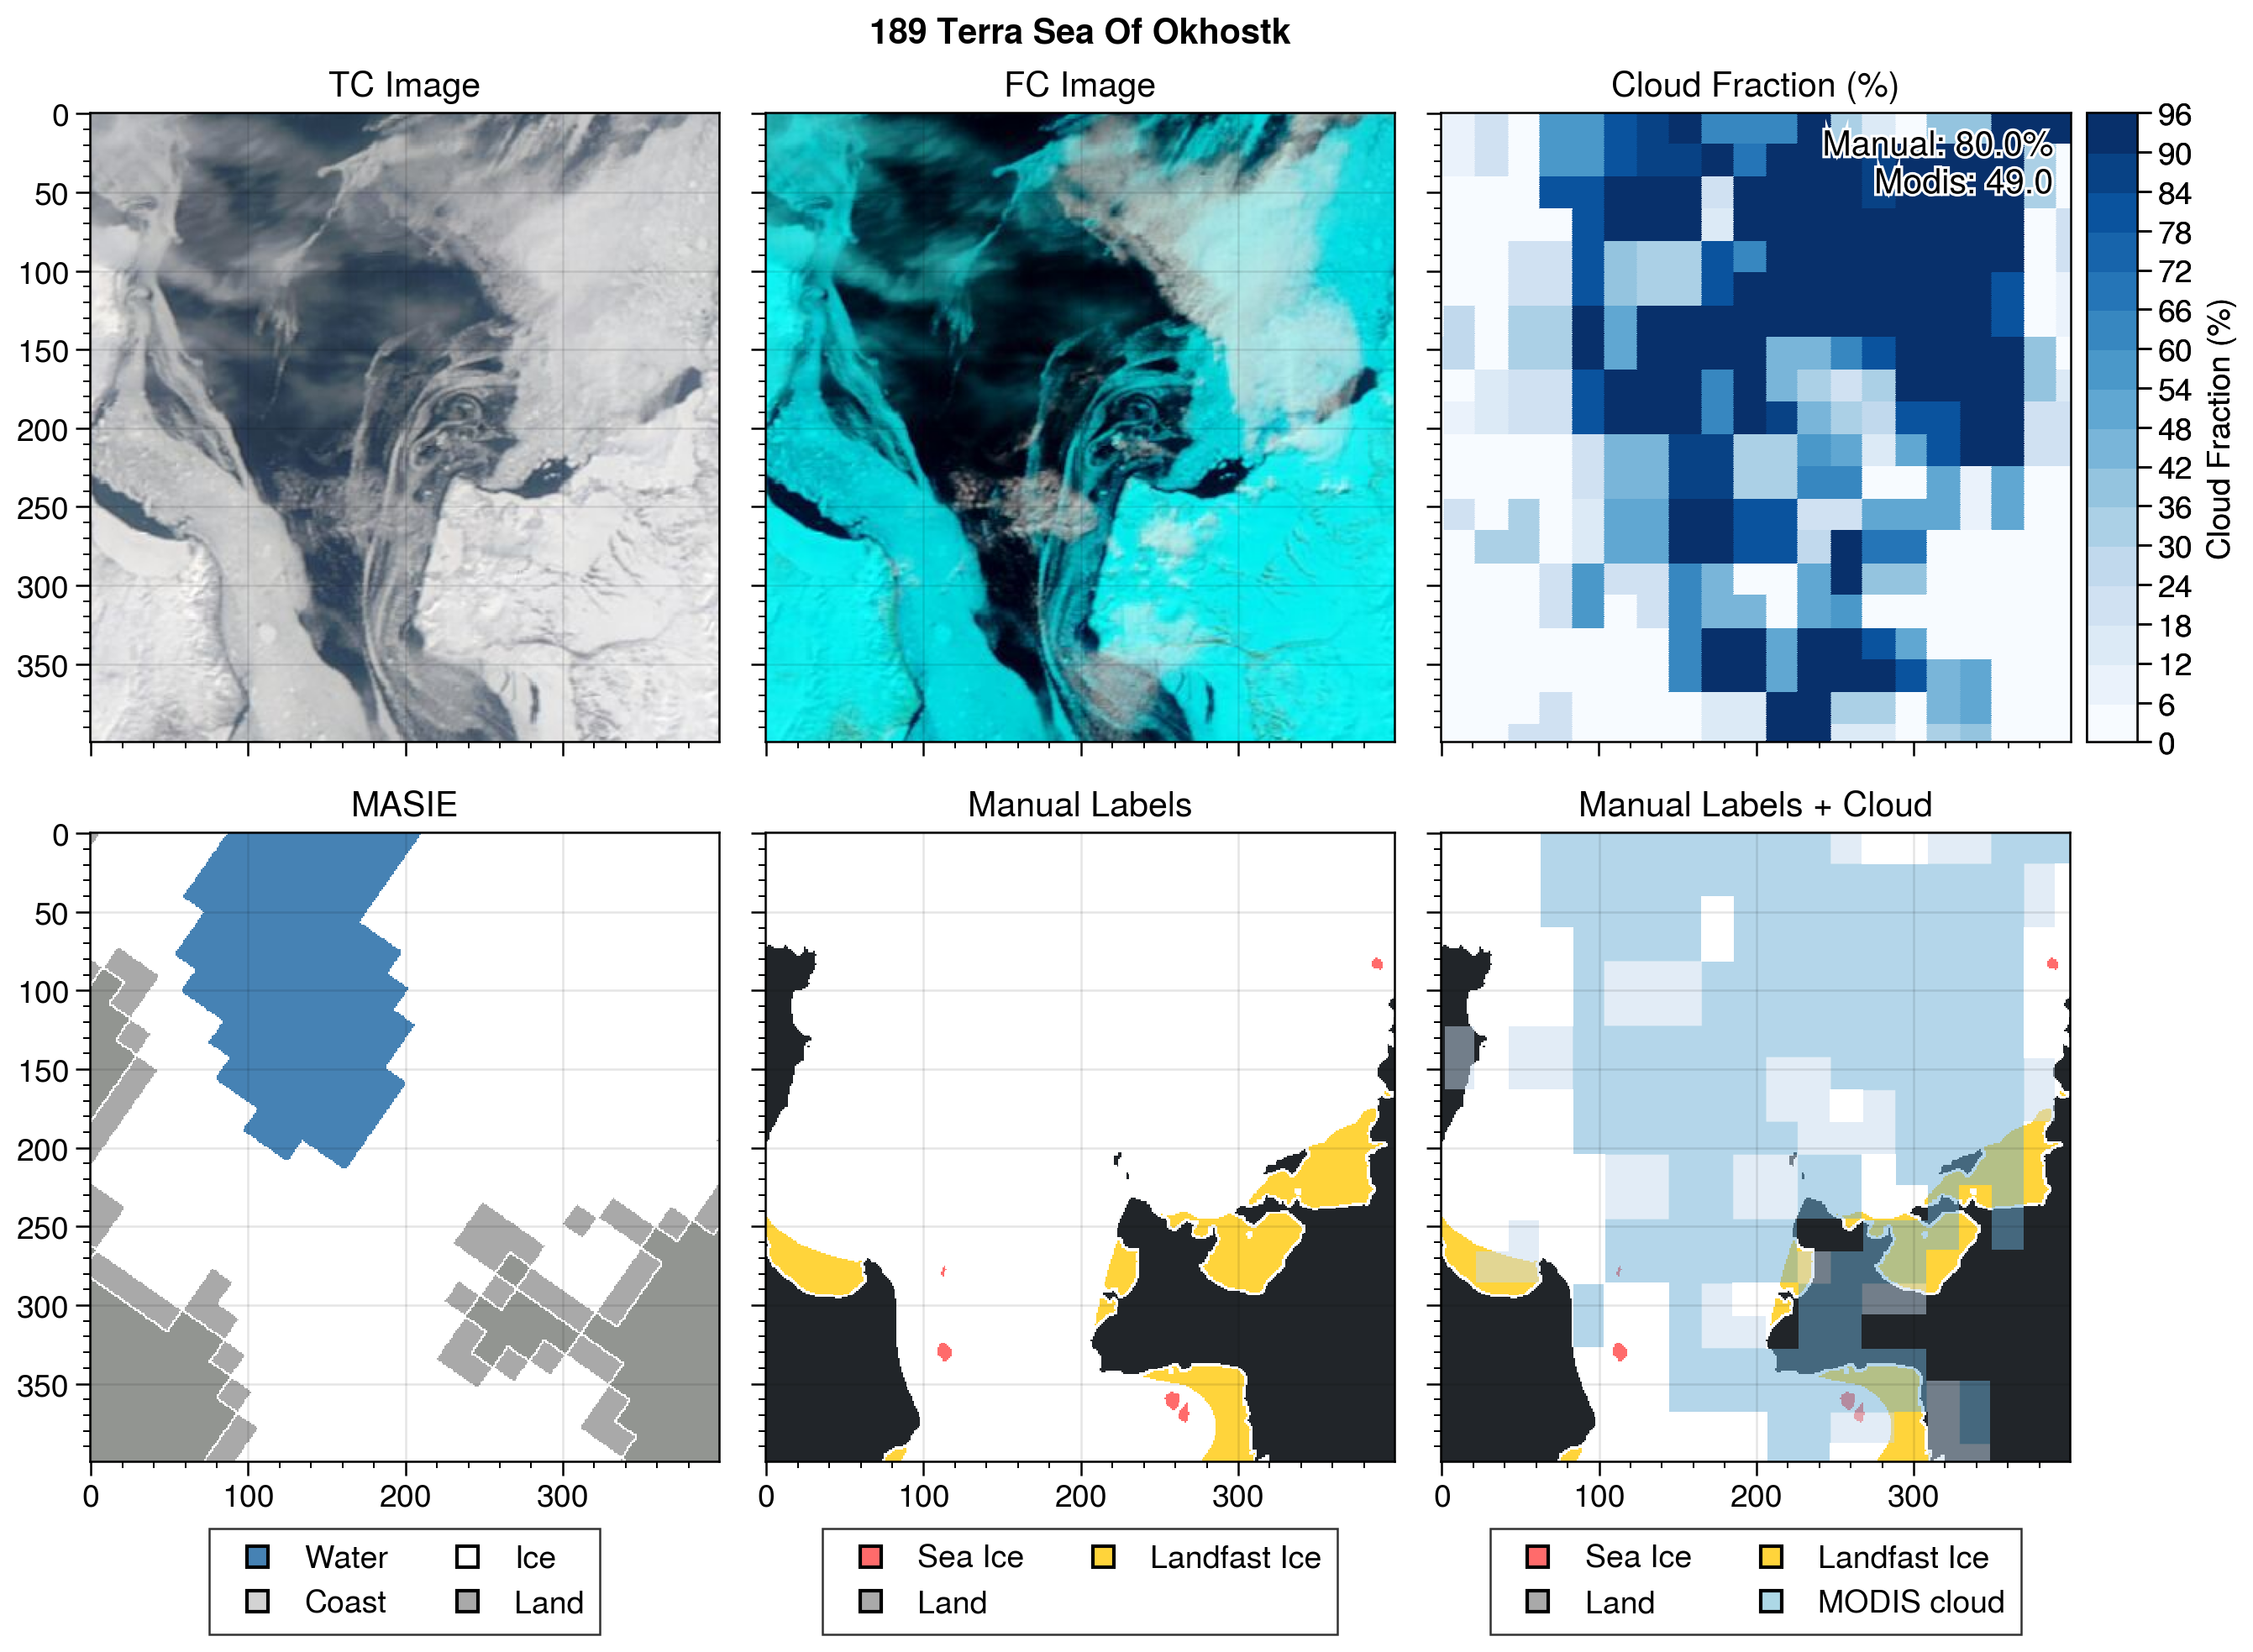 189 Terra Sea Of Okhostk
TC Image
FC Image
Cloud Fraction (%)
0
50
100
150
200
250
300
350
Manual: 80.0%
Modis: 49.0
96
90
84
78
72
66
60
54
48
42
36
30
24
18
12
6
0
Cloud Fraction (%)
MASIE
Manual Labels
Manual Labels + Cloud
0
50
100
150
200
250
300
350
0 100 200 300
0 100 200 300
0 100 200 300
Water Ice
Coast Land
Sea Ice Landfast Ice
Land
Sea Ice Landfast Ice
Land MODIS cloud